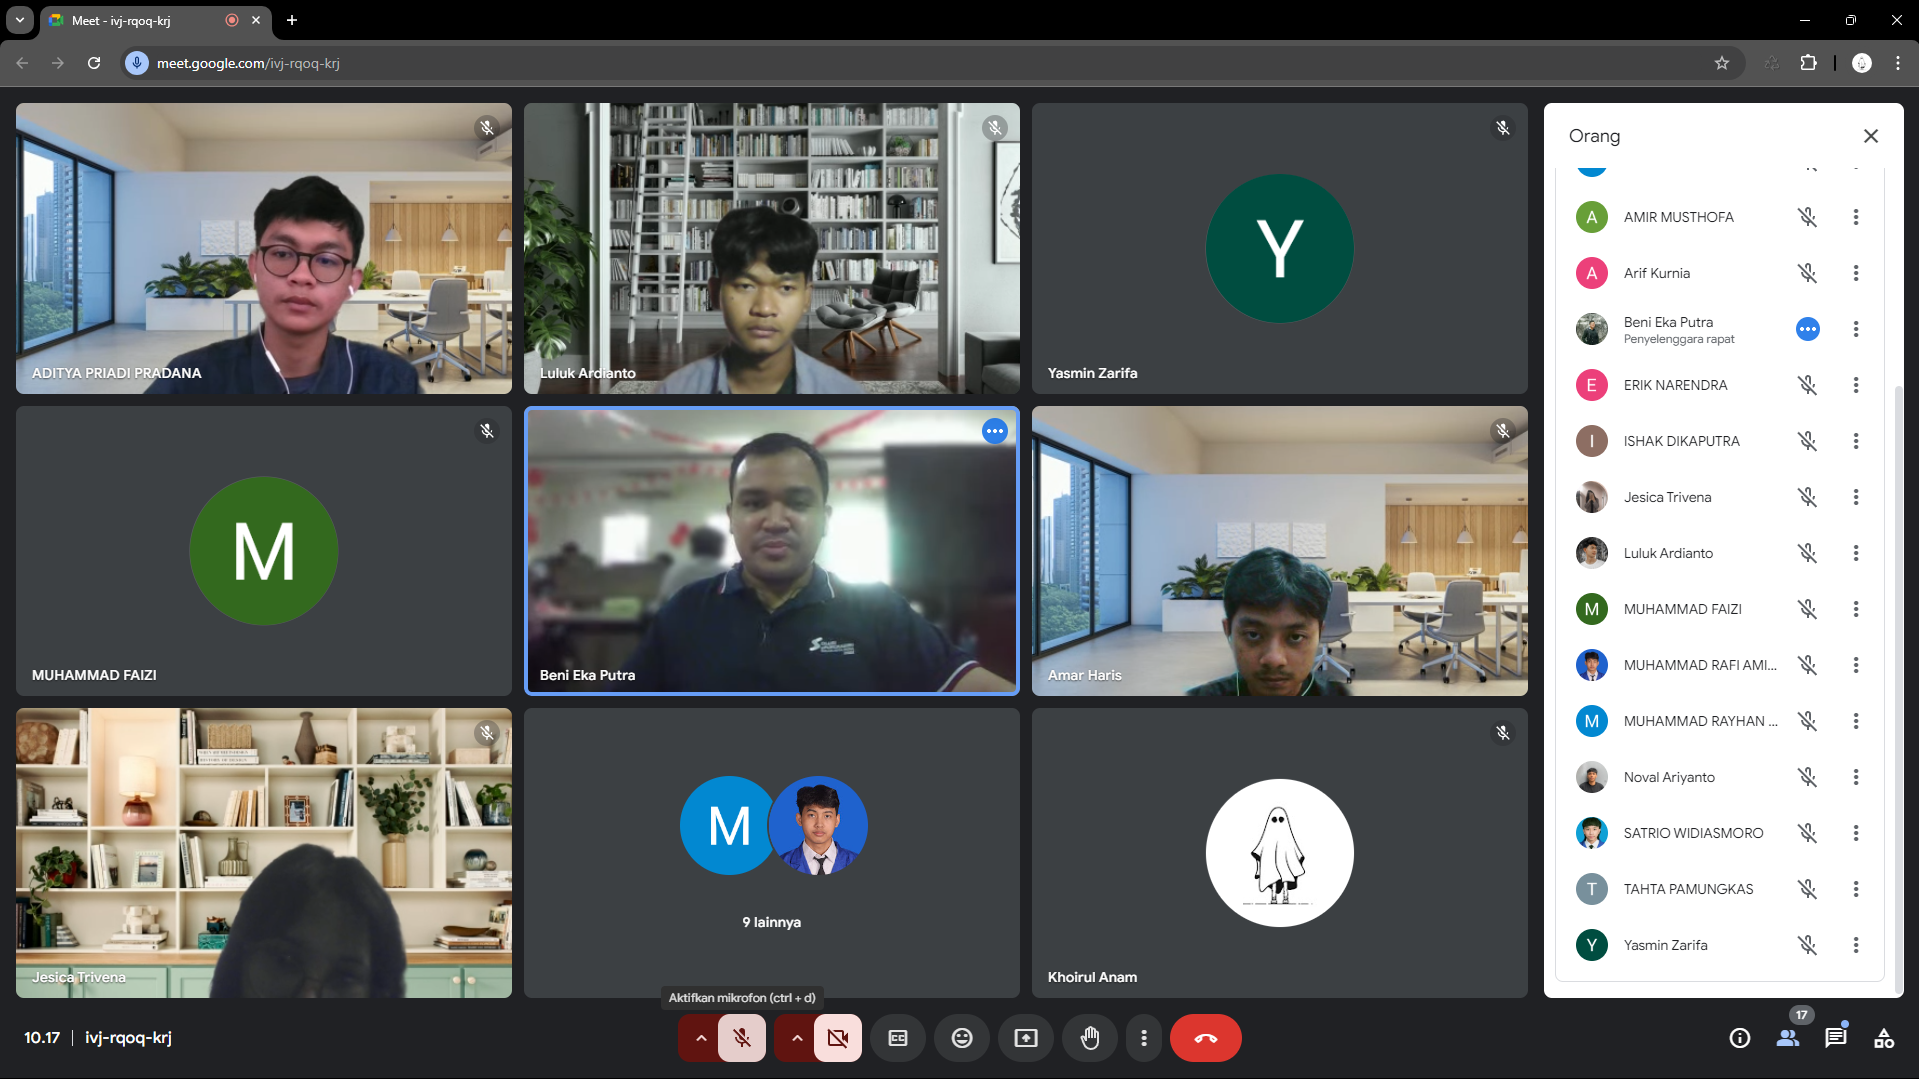 Meet - ivj-rqoq-krj
meet.google.com/ivj-rqoq-krj
ADITYA PRIADI PRADANA
Luluk Ardianto
Y
Yasmin Zarifa
M
MUHAMMAD FAIZI
Beni Eka Putra
Amar Haris
Jesica Trivena
M
9 lainnya
Khoirul Anam
Orang
A
AMIR MUSTHOFA
A
Arif Kurnia
Beni Eka Putra
Penyelenggara rapat
E
ERIK NARENDRA
I
ISHAK DIKAPUTRA
Jesica Trivena
Luluk Ardianto
M
MUHAMMAD FAIZI
MUHAMMAD RAFI AMI...
M
MUHAMMAD RAYHAN ...
Noval Ariyanto
SATRIO WIDIASMORO
T
TAHTA PAMUNGKAS
Y
Yasmin Zarifa
Aktifkan mikrofon (ctrl + d)
10.17
ivj-rqoq-krj
17